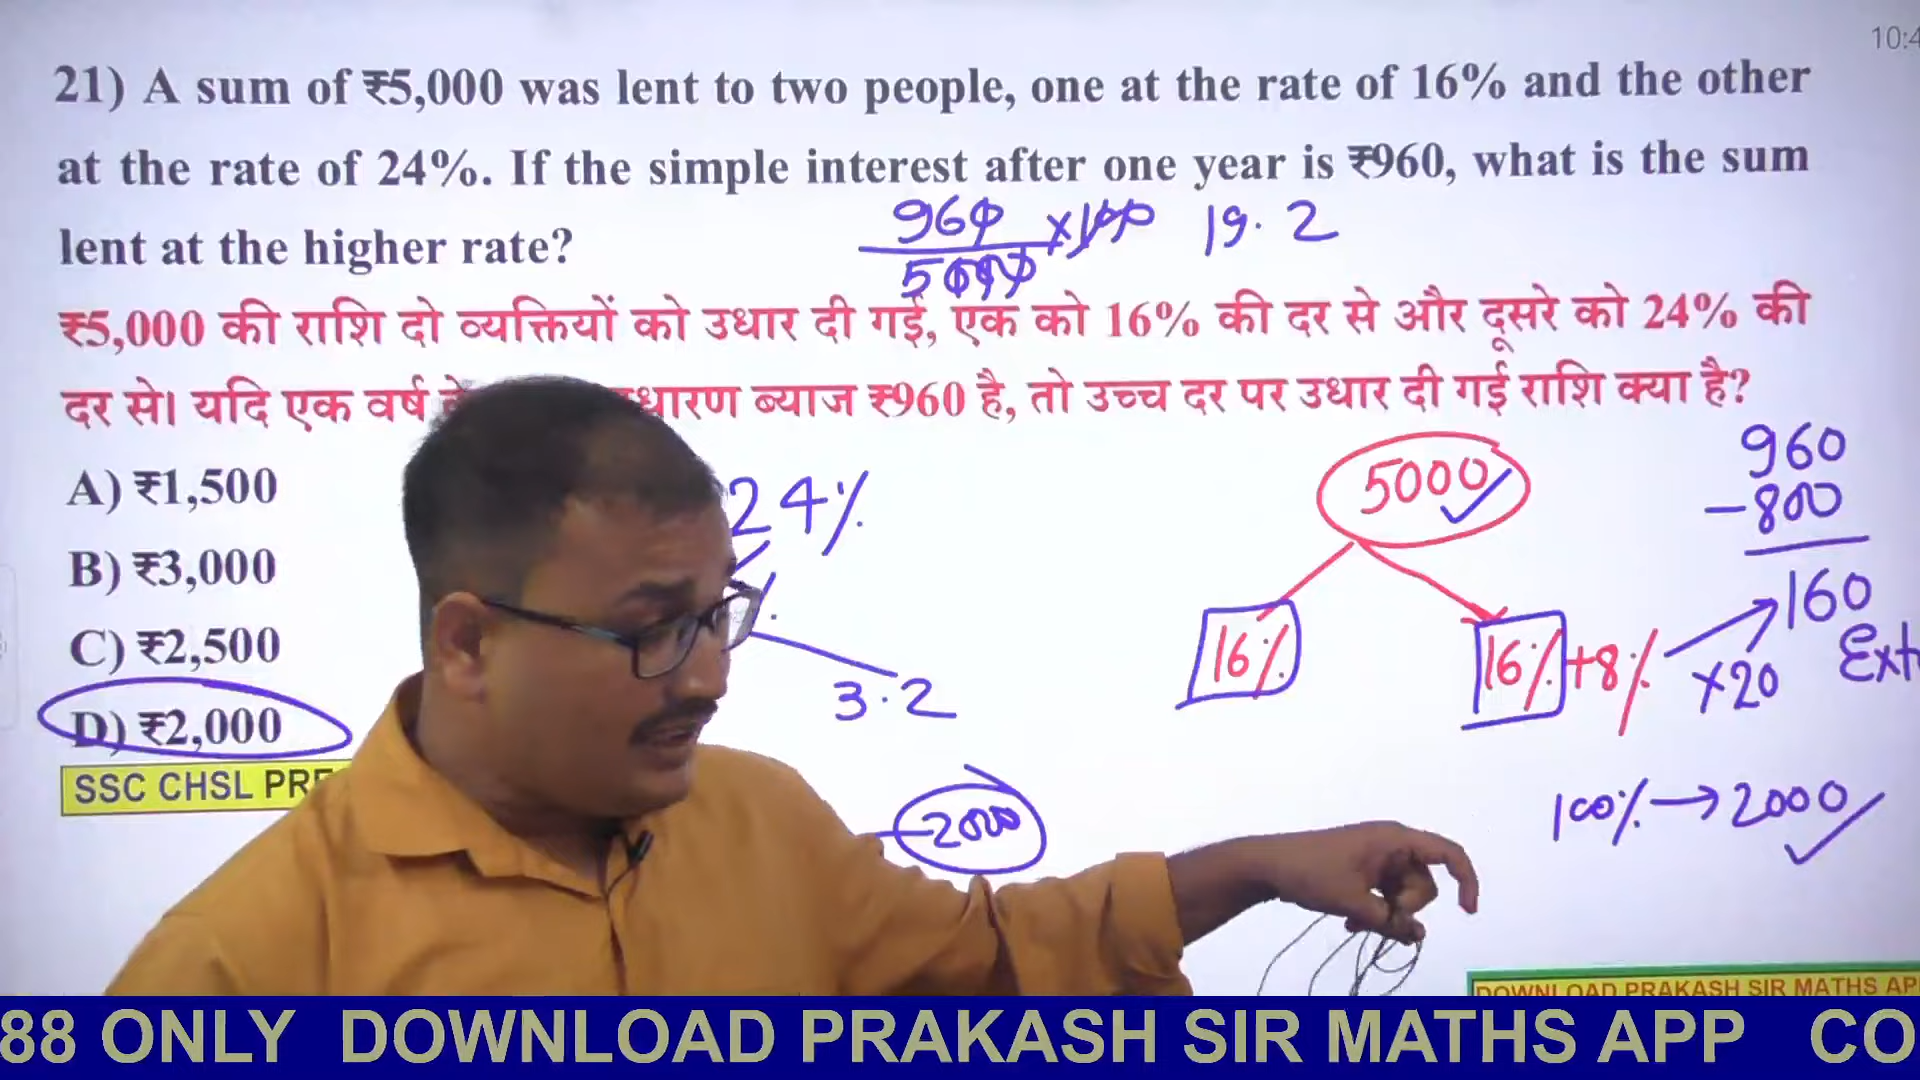 10:4
21) A sum of ₹5,000 was lent to two people, one at the rate of 16% and the other
at the rate of 24%. If the simple interest after one year is ₹960, what is the sum
lent at the higher rate?
960
5000
×100
19.2
₹5,000 की राशि दो व्यक्तियों को उधार दी गई, एक को 16% की दर से और दूसरे को 24% की
दर से। यदि एक वर्ष धारण ब्याज ₹960 है, तो उच्च दर पर उधार दी गई राशि क्या है?
A) ₹1,500
B) ₹3,000
C) ₹2,500
D) ₹2,000
24%
3.2
2000
5000
16%
16%+8%
960
-800
160
×20
100%→2000
SSC CHSL
DOWNLOAD PRAKASH SIR MATHS AP
88 ONLY DOWNLOAD PRAKASH SIR MATHS APP CO